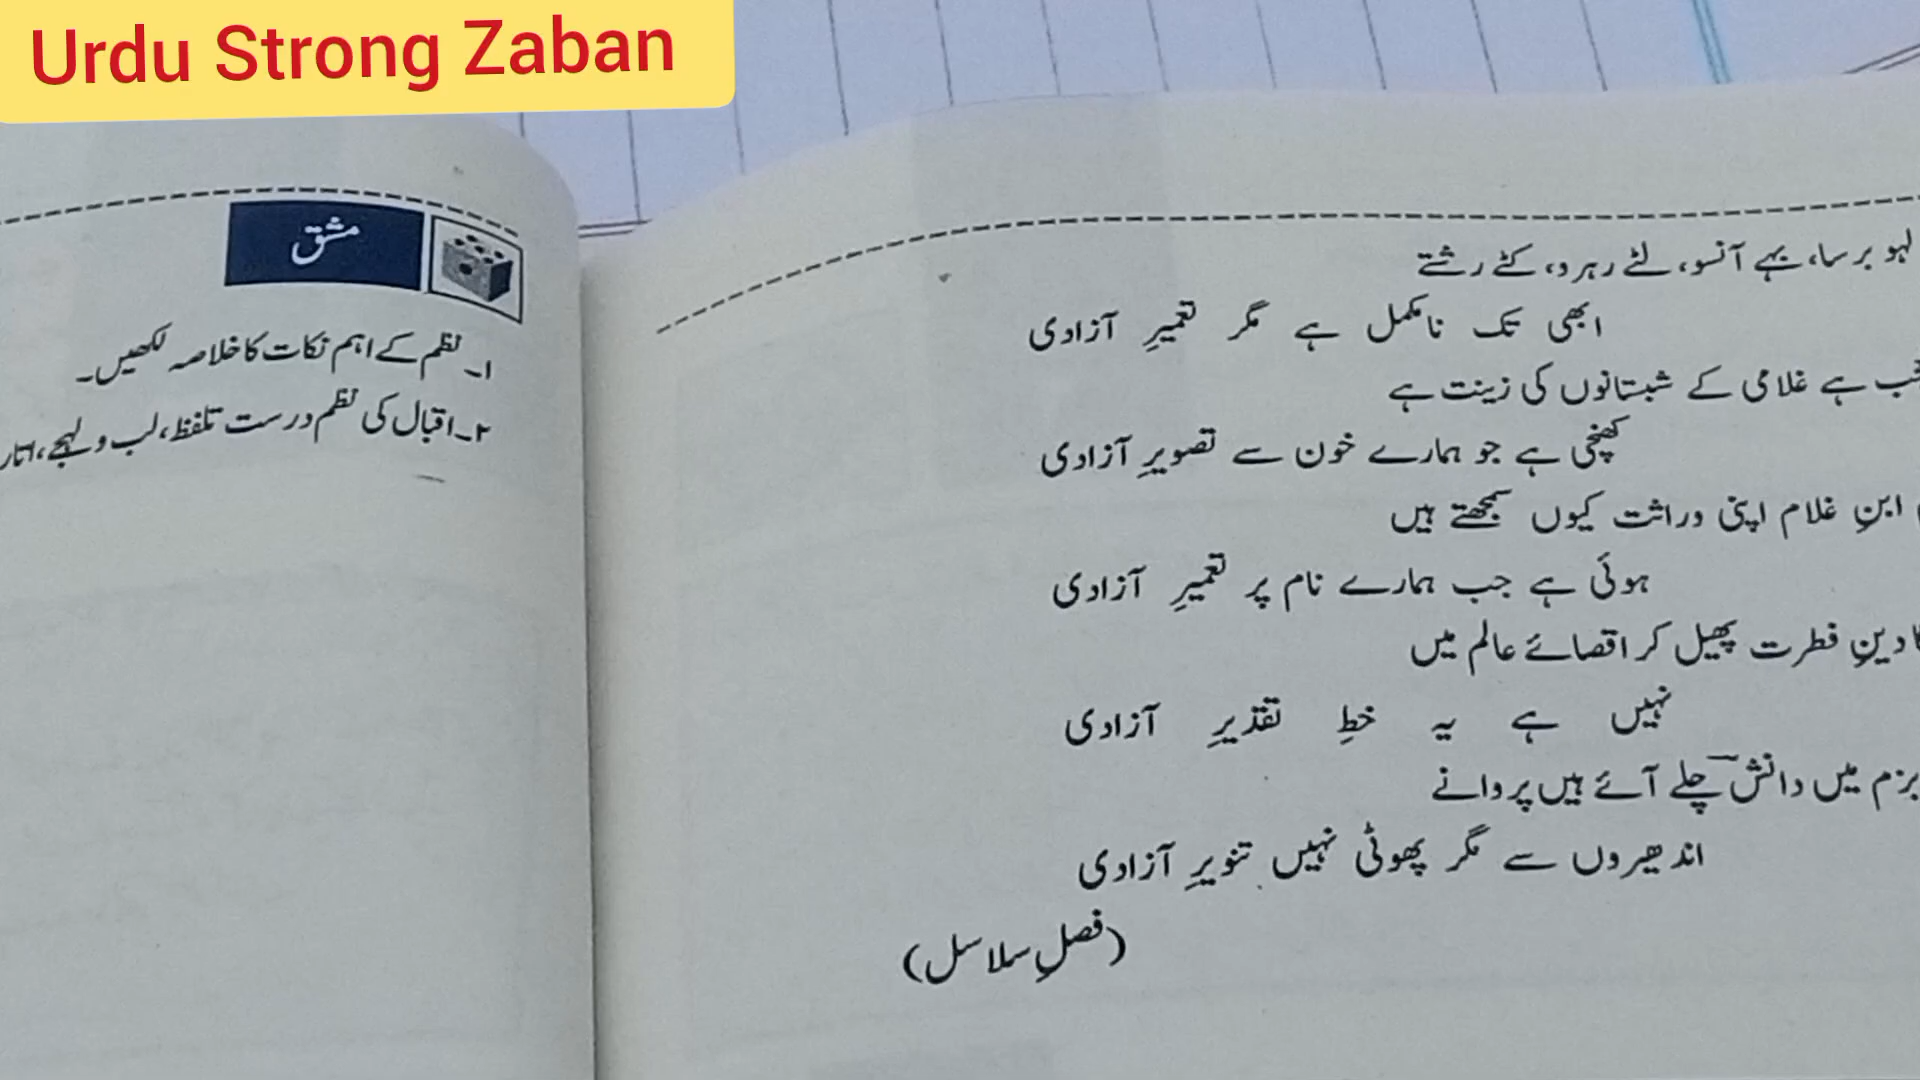 Urdu Strong Zaban
لہو برسا، بہے آنسو، لٹے رہرو، کٹے رشتے
ابھی تک نامکمل ہے مگر تعمیرِ آزادی
ہے غلامی کے شبستانوں کی زینت ہے
کھنچی ہے جو ہمارے خون سے تصویرِ آزادی
ابنِ غلام اپنی وراثت کیوں سمجھتے ہیں
ہوئی ہے جب ہمارے نام پر تعمیرِ آزادی
دینِ فطرت پھیل کر اقصائے عالم میں
نہیں ہے یہ خطِ تقدیرِ آزادی
بزم میں دانش چلے آئے ہیں پروانے
اندھیروں سے مگر پھوٹی نہیں تنویرِ آزادی
(فصلِ سلاسل)
مشق
۱۔ نظم کے اہم نکات کا خلاصہ لکھیں۔
۲۔ اقبال کی نظم درست تلفظ، لب و لہجے، اتار